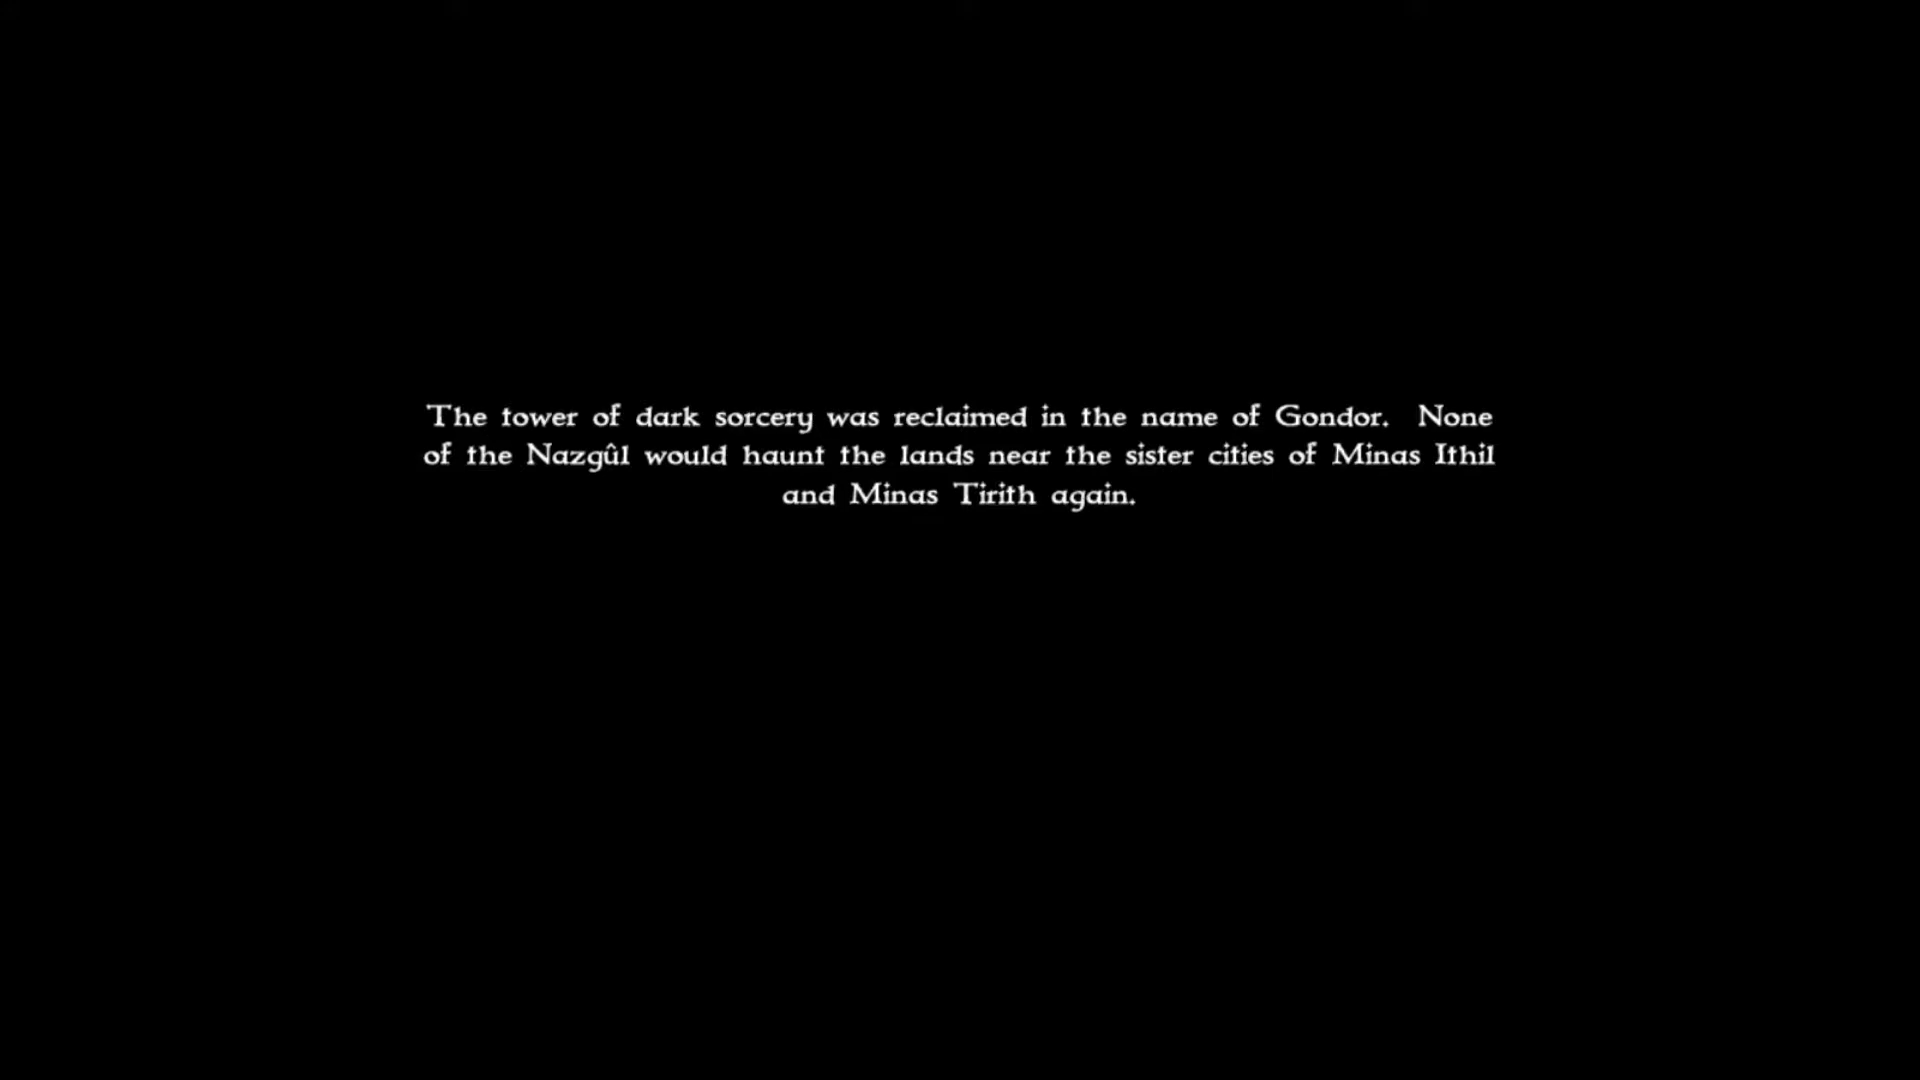 The tower of dark sorcery was reclaimed in the name of Gondor.  None
of the Nazgûl would haunt the lands near the sister cities of Minas Ithil
and Minas Tirith again.